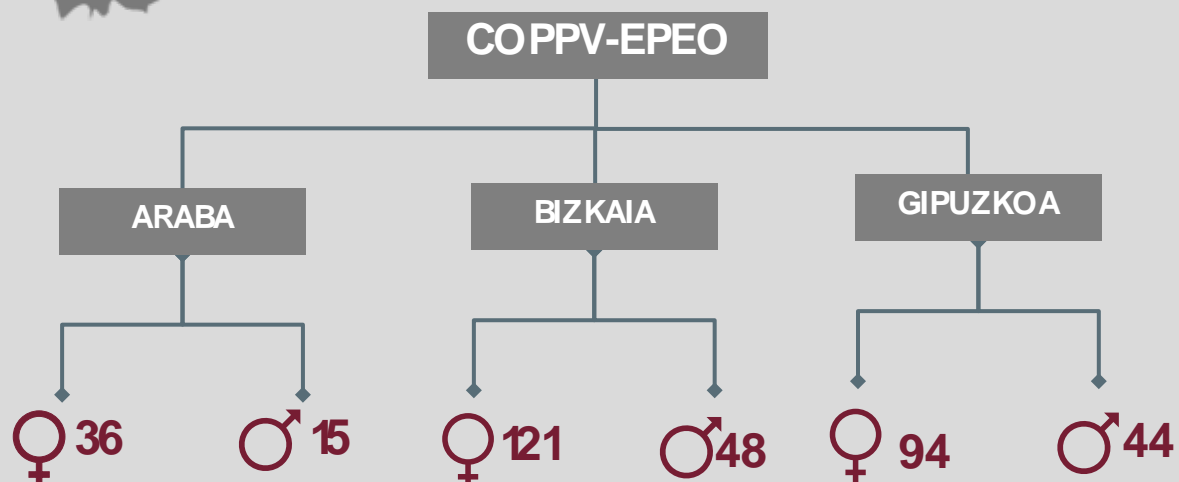 COPPV-EPEO
ARABA
BIZKAIA
GIPUZKOA
♀ 36
♂ 15
♀ 121
♂ 48
♀ 94
♂ 44